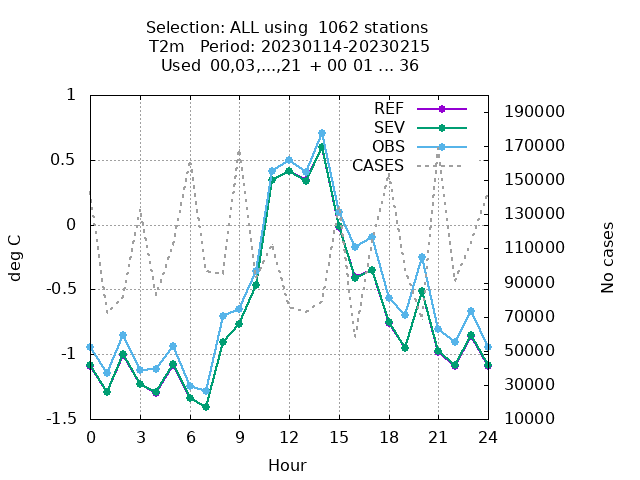 Selection: ALL using 1062 stations
T2m Period: 20230114-20230215
Used 00,03,...,21 + 00 01 ... 36
REF
SEV
OBS
CASES
1
0.5
0
-0.5
-1
-1.5
190000
170000
150000
130000
110000
90000
70000
50000
30000
10000
deg C
No cases
0 3 6 9 12 15 18 21 24
Hour